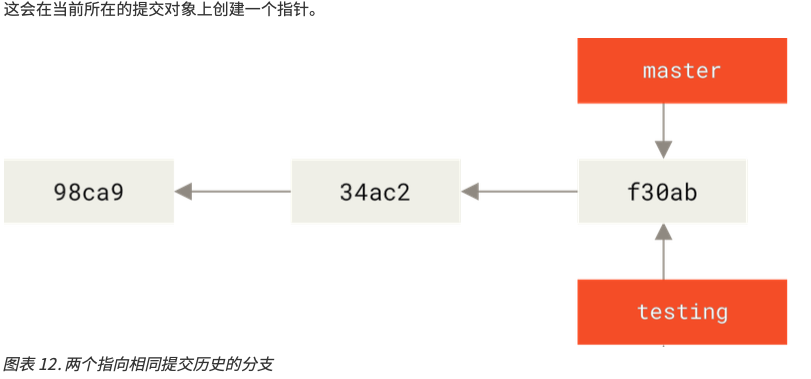 这会在当前所在的提交对象上创建一个指针。
master
98ca9
34ac2
f30ab
testing
图表 12. 两个指向相同提交历史的分支